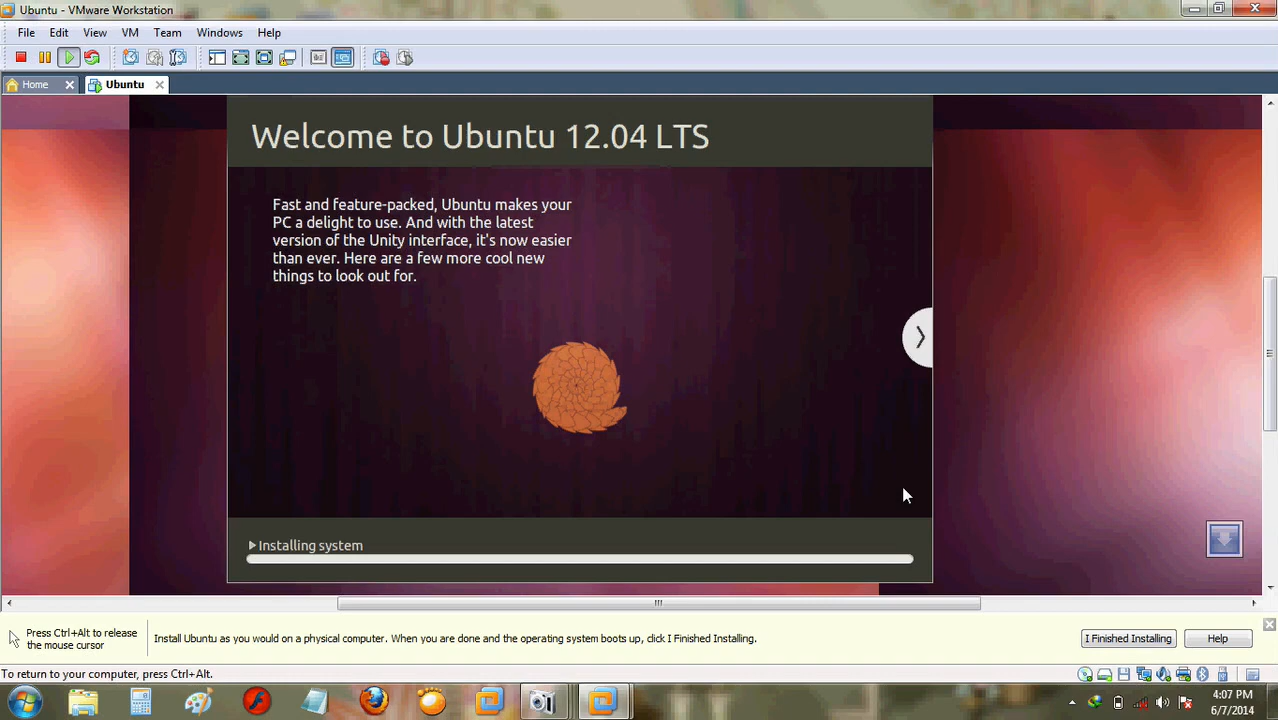 Ubuntu - VMware Workstation
File Edit View VM Team Windows Help
Home Ubuntu
Welcome to Ubuntu 12.04 LTS
Fast and feature-packed, Ubuntu makes your
PC a delight to use. And with the latest
version of the Unity interface, it's now easier
than ever. Here are a few more cool new
things to look out for.
Installing system
Press Ctrl+Alt to release
the mouse cursor
Install Ubuntu as you would on a physical computer. When you are done and the operating system boots up, click I Finished Installing.
I Finished Installing
Help
To return to your computer, press Ctrl+Alt.
4:07 PM
6/7/2014